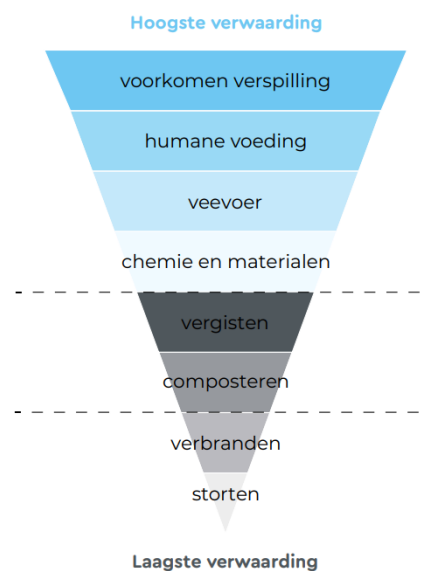 Hoogste verwaarding
voorkomen verspilling
humane voeding
veevoer
chemie en materialen
vergisten
composteren
verbranden
storten
Laagste verwaarding